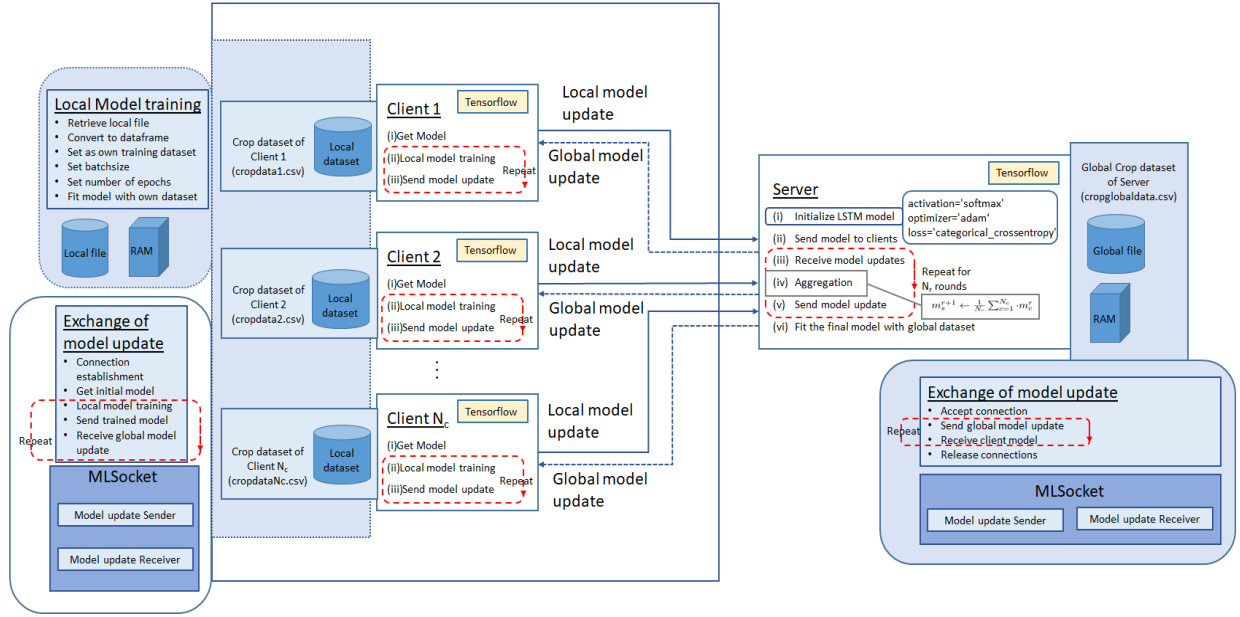 Local Model training
• Retrieve local file
• Convert to dataframe
• Set as own training dataset
• Set batchsize
• Set number of epochs
• Fit model with own dataset
Local file
RAM
Exchange of
model update
• Connection
establishment
• Get initial model
• Local model training
• Send trained model
• Receive global model
update
Repeat
MLSocket
Model update Sender
Model update Receiver
Crop dataset of
Client 1
(cropdata1.csv)
Local
dataset
Client 1
Tensorflow
(i)Get Model
(ii)Local model training
(iii)Send model update
Repeat
Local model
update
Global model
update
Crop dataset of
Client 2
(cropdata2.csv)
Local
dataset
Client 2
Tensorflow
(i)Get Model
(ii)Local model training
(iii)Send model update
Repeat
Local model
update
Global model
update
⋮
Crop dataset of
Client Nc
(cropdataNc.csv)
Local
dataset
Client Nc
Tensorflow
(i)Get Model
(ii)Local model training
(iii)Send model update
Repeat
Local model
update
Global model
update
Server
Tensorflow
(i) Initialize LSTM model
activation='softmax'
optimizer='adam'
loss='categorical_crossentropy'
(ii) Send model to clients
(iii) Receive model updates
(iv) Aggregation
(v) Send model update
(vi) Fit the final model with global dataset
Repeat for
Nr rounds
m_s^{r+1} ← 1/N_c ∑_{c=1}^{N_c} · m_c^r
Global Crop dataset
of Server
(cropglobaldata.csv)
Global file
RAM
Exchange of model update
• Accept connection
• Send global model update
• Receive client model
• Release connections
Repeat
MLSocket
Model update Sender
Model update Receiver